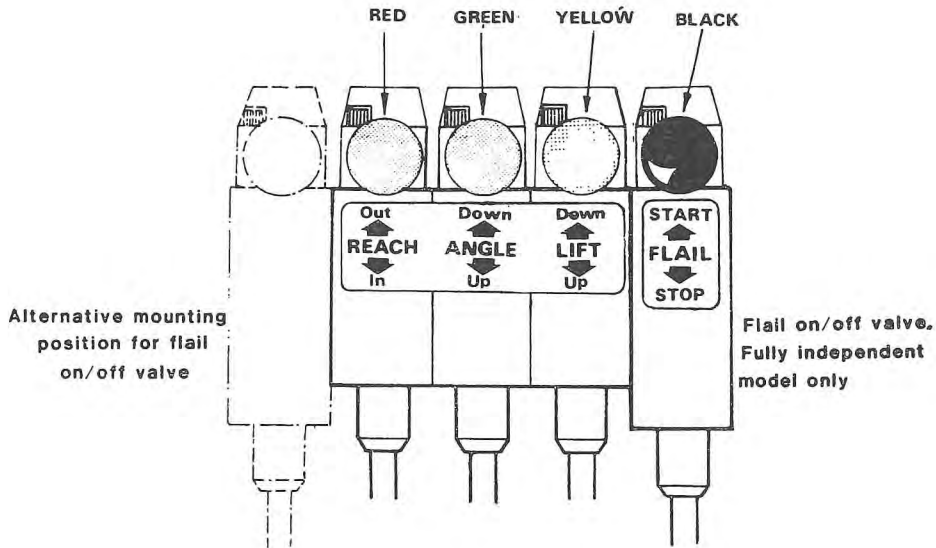 RED GREEN YELLOW BLACK
Out Down Down START
REACH ANGLE LIFT FLAIL
In Up Up STOP
Alternative mounting
position for flail
on/off valve
Flail on/off valve.
Fully independent
model only